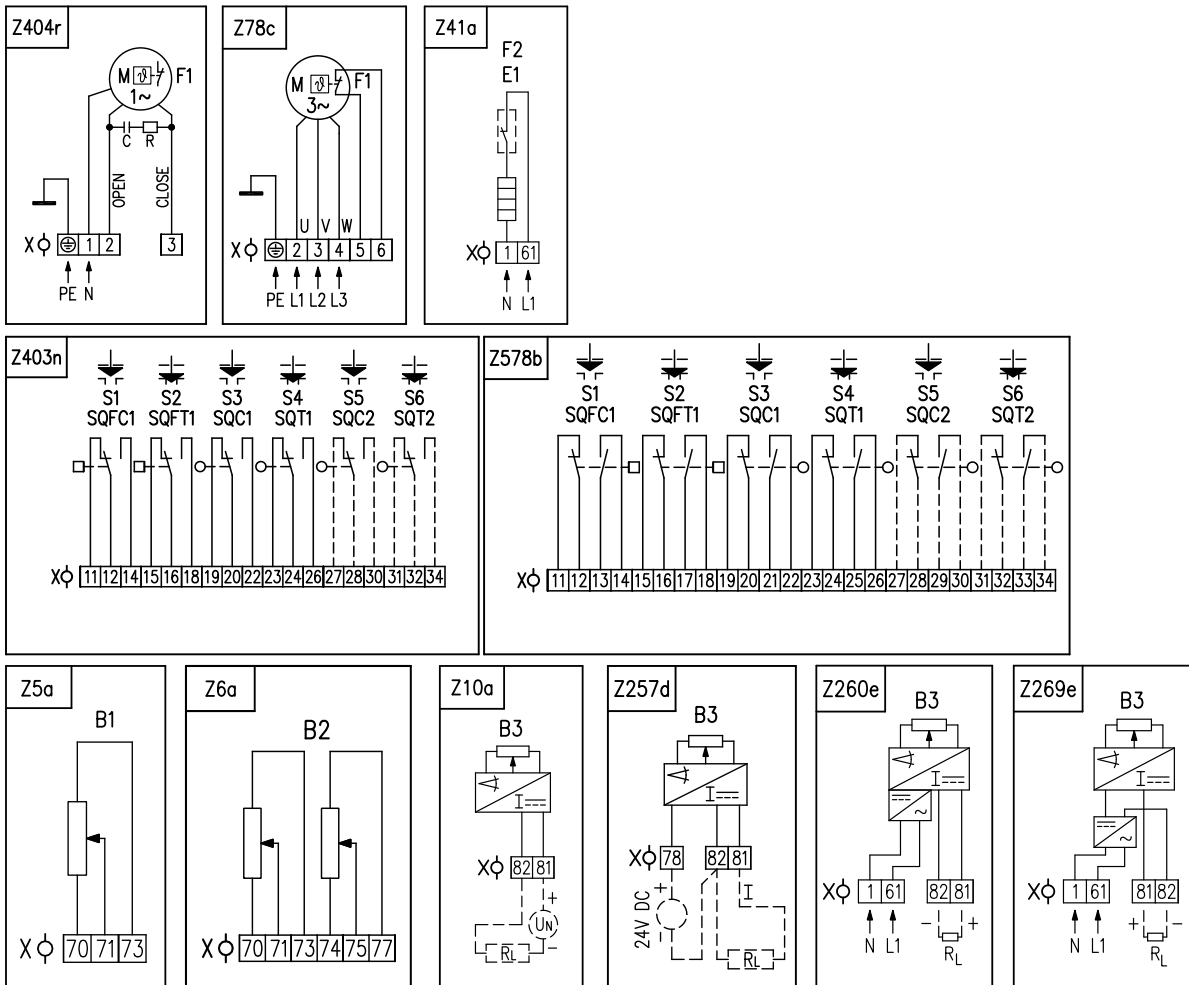 Z404r
M ϑ F1
1~
C R
OPEN
CLOSE
X 1 2 3
PE N
Z78c
M ϑ F1
3~
U V W
X 2 3 4 5 6
PE L1 L2 L3
Z41a
F2
E1
X 1 61
N L1
Z403n
S1 S2 S3 S4 S5 S6
SQFC1 SQFT1 SQC1 SQT1 SQC2 SQT2
X 11 12 14 15 16 18 19 20 22 23 24 26 27 28 30 31 32 34
Z578b
S1 S2 S3 S4 S5 S6
SQFC1 SQFT1 SQC1 SQT1 SQC2 SQT2
X 11 12 13 14 15 16 17 18 19 20 21 22 23 24 25 26 27 28 29 30 31 32 33 34
Z5a
B1
X 70 71 73
Z6a
B2
X 70 71 73 74 75 77
Z10a
B3
I
X 82 81
+
UN
−
RL
Z257d
B3
I
X 78 82 81
+ I
24V DC
−
RL
Z260e
B3
I
~
X 1 61 82 81
N L1 − +
RL
Z269e
B3
I
~
X 1 61 81 82
N L1 + −
RL